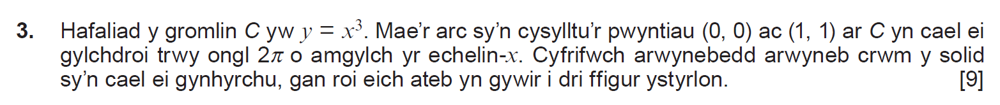 3. Hafaliad y gromlin C yw y = x³. Mae'r arc sy'n cysylltu'r pwyntiau (0, 0) ac (1, 1) ar C yn cael ei
gylchdroi trwy ongl 2π o amgylch yr echelin-x. Cyfrifwch arwynebedd arwyneb crwm y solid
sy'n cael ei gynhyrchu, gan roi eich ateb yn gywir i dri ffigur ystyrlon. [9]